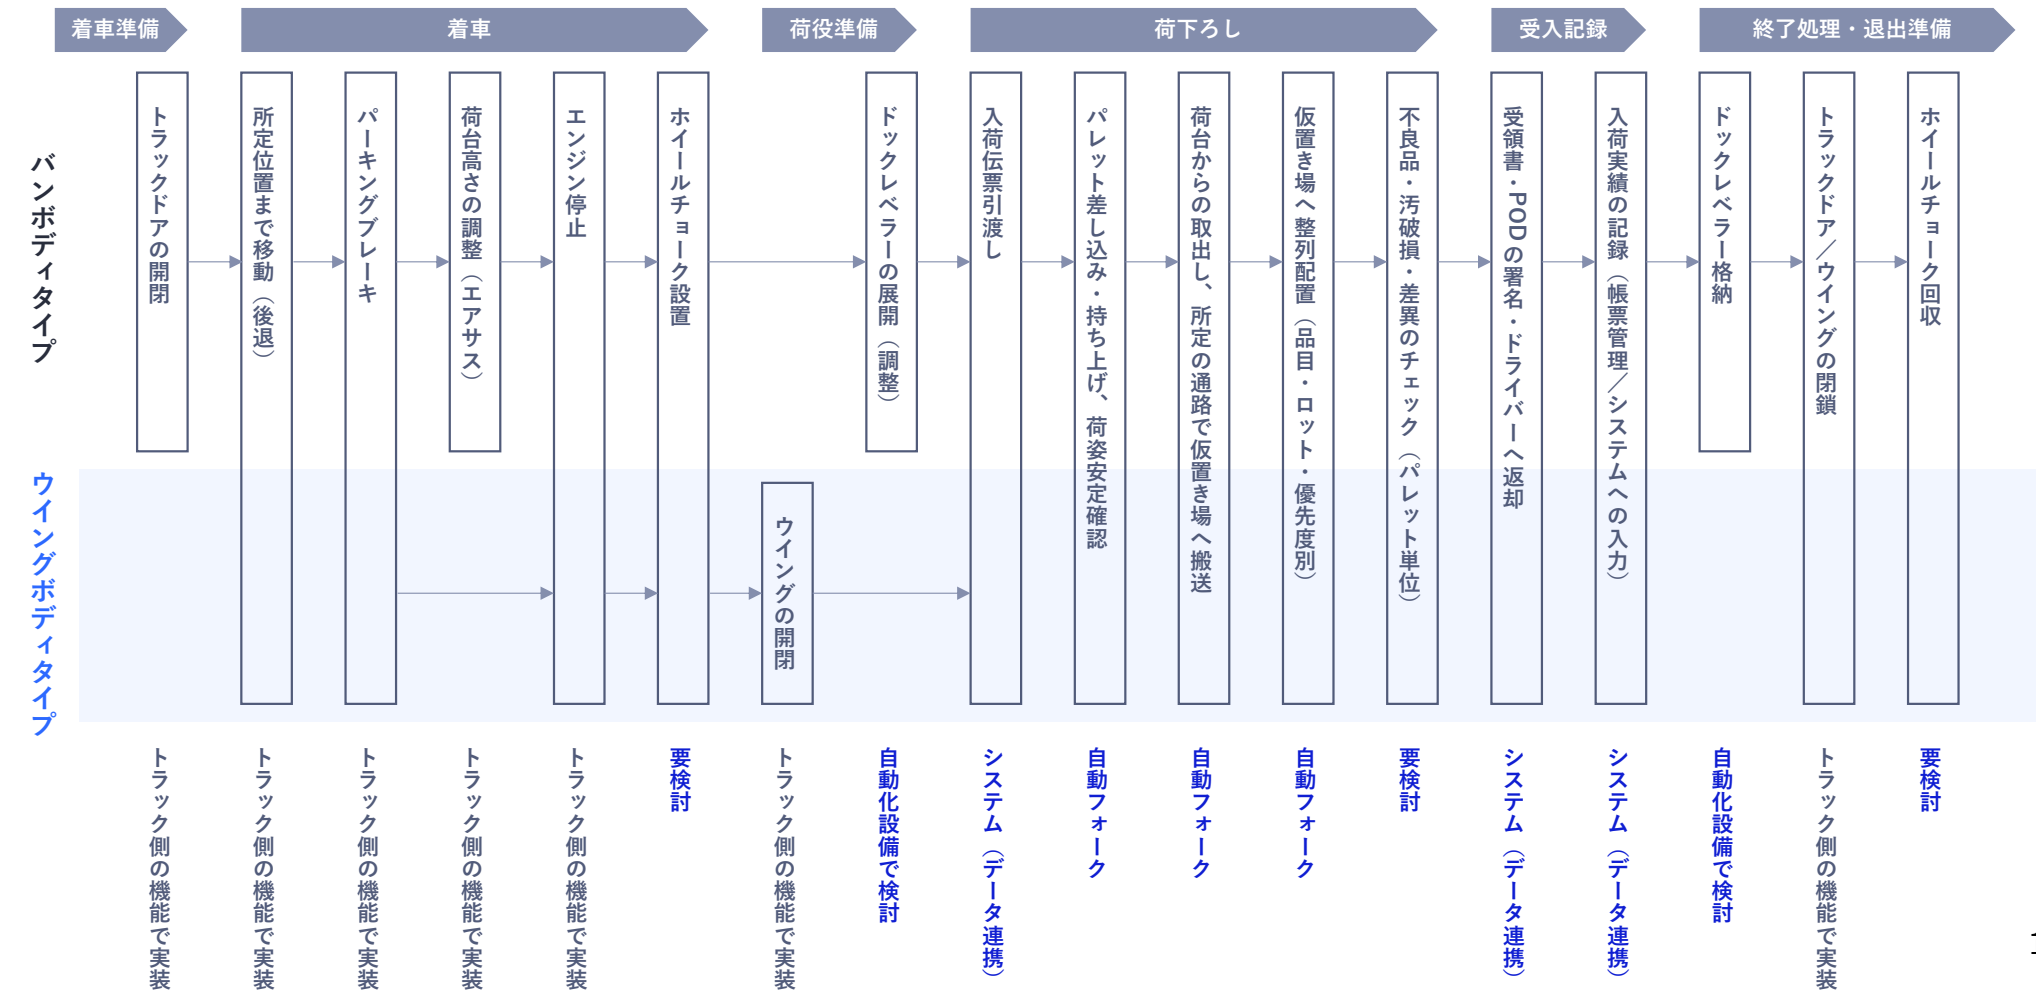 着車準備
着車
荷役準備
荷下ろし
受入記録
終了処理・退出準備
バンボディタイプ
ウイングボディタイプ
トラックドアの開閉
所定位置まで移動（後退）
パーキングブレーキ
荷台高さの調整（エアサス）
エンジン停止
ホイールチョーク設置
ウイングの開閉
ドックレベラーの展開（調整）
入荷伝票引渡し
パレット差し込み・持ち上げ、荷姿安定確認
荷台からの取出し、所定の通路で仮置き場へ搬送
仮置き場へ整列配置（品目・ロット・優先度別）
不良品・汚破損・差異のチェック（パレット単位）
受領書・PODの署名・ドライバーへ返却
入荷実績の記録（帳票管理／システムへの入力）
ドックレベラー格納
トラックドア／ウイングの閉鎖
ホイールチョーク回収
トラック側の機能で実装
トラック側の機能で実装
トラック側の機能で実装
トラック側の機能で実装
トラック側の機能で実装
要検討
トラック側の機能で実装
自動化設備で検討
システム（データ連携）
自動フォーク
自動フォーク
自動フォーク
要検討
システム（データ連携）
システム（データ連携）
自動化設備で検討
トラック側の機能で実装
要検討